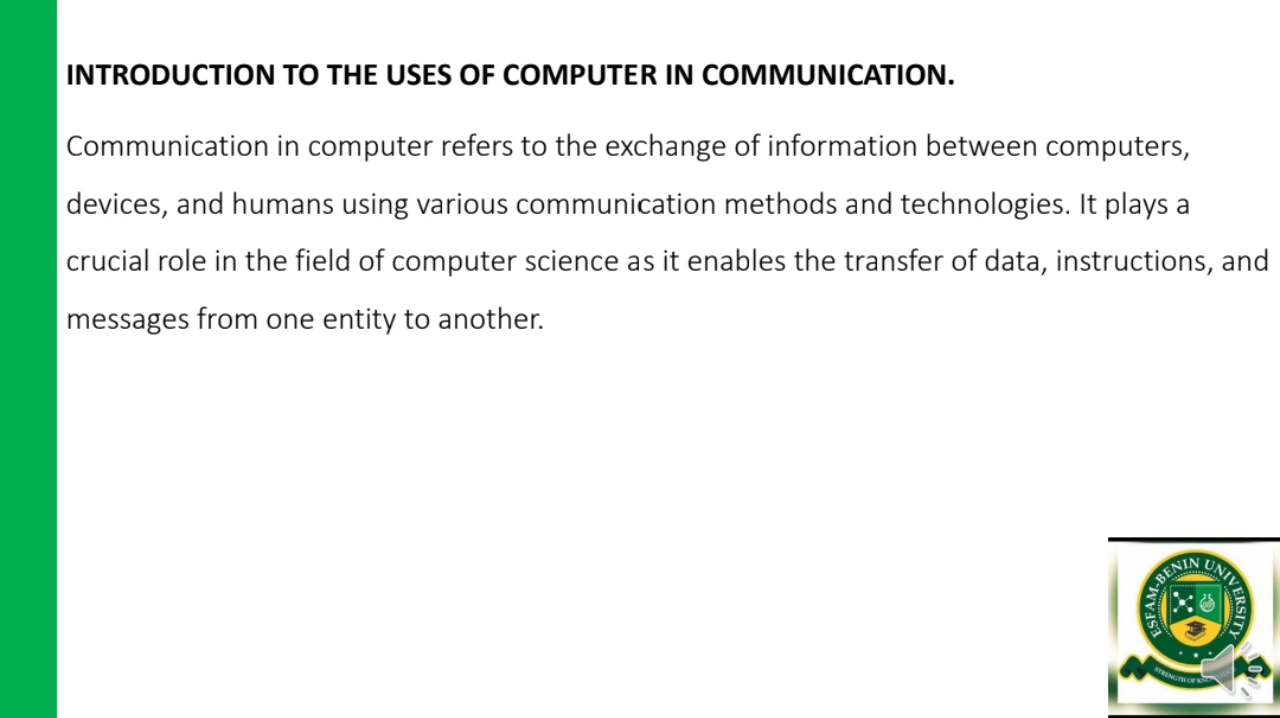 INTRODUCTION TO THE USES OF COMPUTER IN COMMUNICATION.
Communication in computer refers to the exchange of information between computers,
devices, and humans using various communication methods and technologies. It plays a
crucial role in the field of computer science as it enables the transfer of data, instructions, and
messages from one entity to another.
ESFAM-BENIN UNIVERSITY
STRENGTH OF